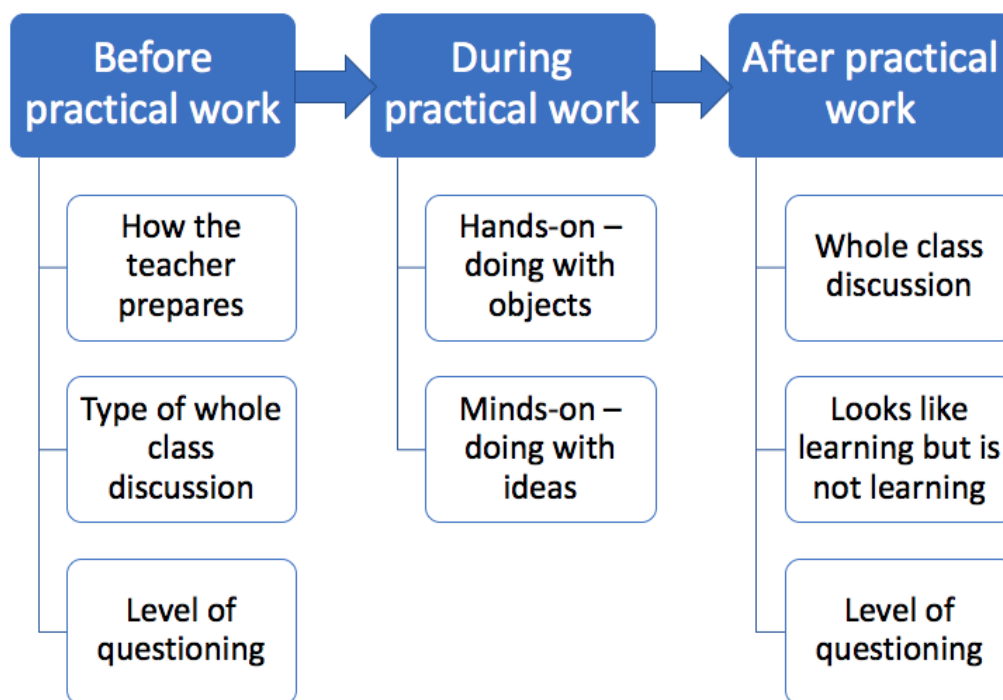 Before
practical work
How the
teacher
prepares
Type of whole
class
discussion
Level of
questioning
During
practical work
Hands-on –
doing with
objects
Minds-on –
doing with
ideas
After practical
work
Whole class
discussion
Looks like
learning but is
not learning
Level of
questioning